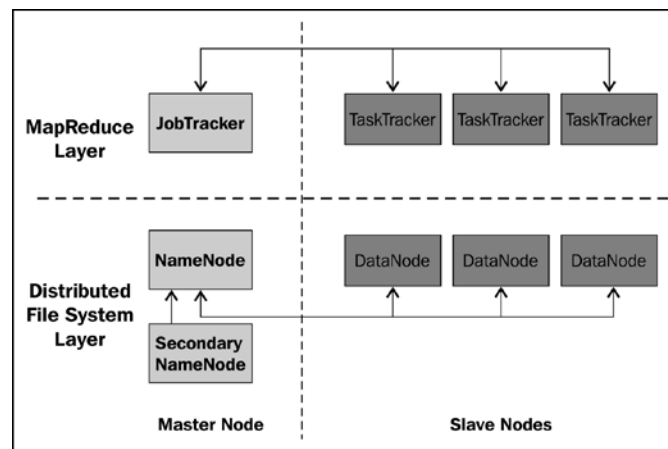 MapReduce
Layer
JobTracker
TaskTracker TaskTracker TaskTracker
Distributed
File System
Layer
NameNode
DataNode DataNode DataNode
Secondary
NameNode
Master Node Slave Nodes